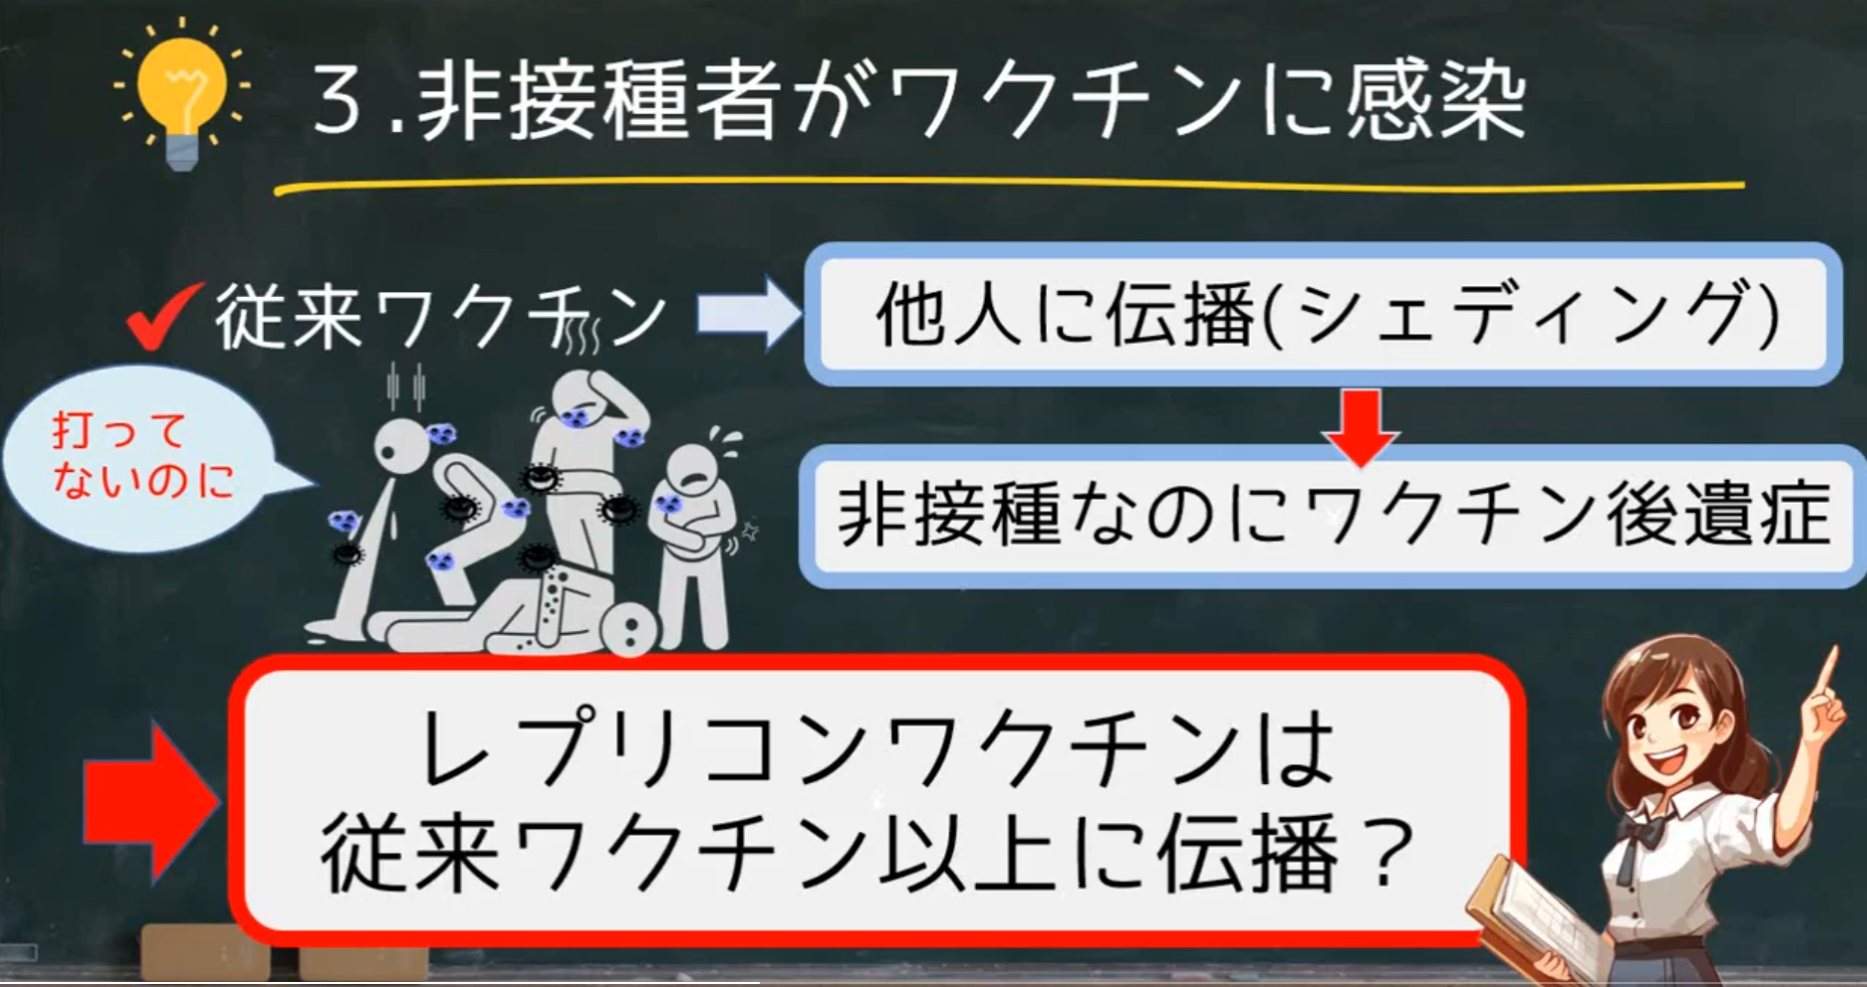 ３.非接種者がワクチンに感染
従来ワクチン
他人に伝播(シェディング)
打って
ないのに
非接種なのにワクチン後遺症
レプリコンワクチンは
従来ワクチン以上に伝播？